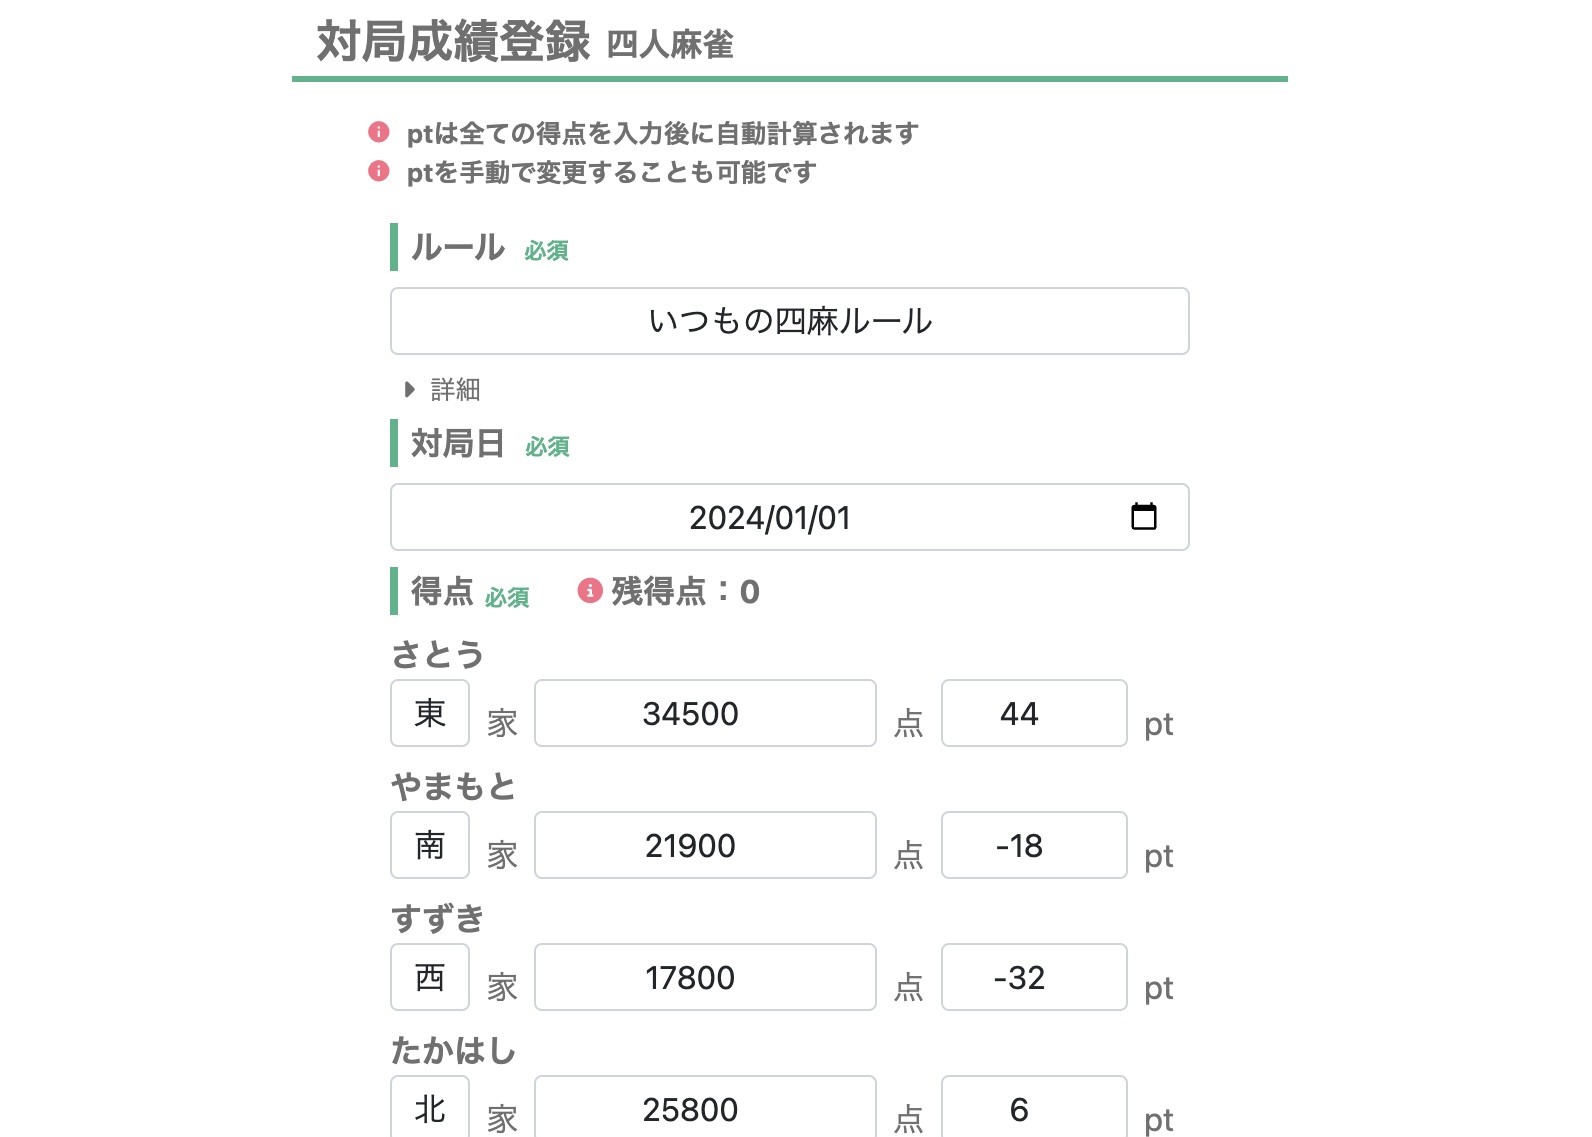 対局成績登録 四人麻雀
ptは全ての得点を入力後に自動計算されます
ptを手動で変更することも可能です
ルール 必須
いつもの四麻ルール
詳細
対局日 必須
2024/01/01
得点 必須 残得点：0
さとう
東 家 34500 点 44 pt
やまもと
南 家 21900 点 -18 pt
すずき
西 家 17800 点 -32 pt
たかはし
北 家 25800 点 6 pt